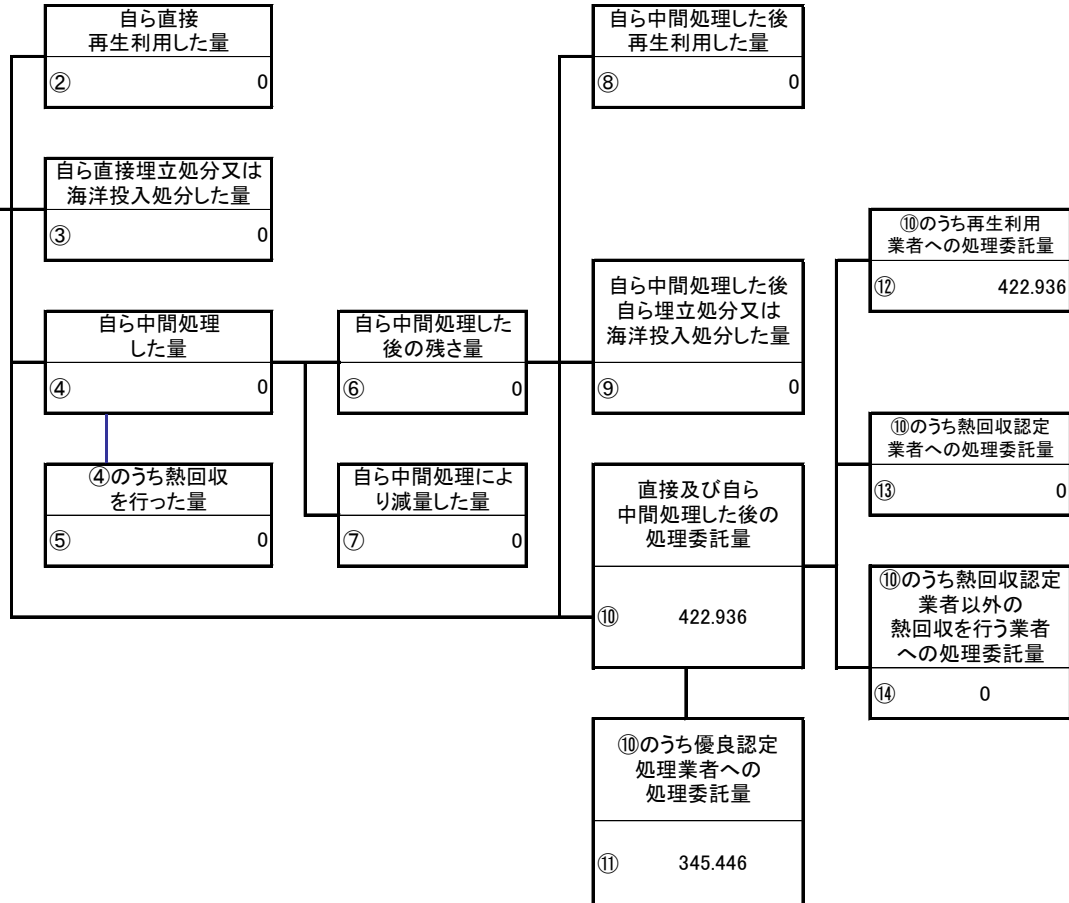 自ら直接
再生利用した量
② 0
自ら直接埋立処分又は
海洋投入処分した量
③ 0
自ら中間処理
した量
④ 0
④のうち熱回収
を行った量
⑤ 0
自ら中間処理した
後の残さ量
⑥ 0
自ら中間処理によ
り減量した量
⑦ 0
自ら中間処理した後
再生利用した量
⑧ 0
自ら中間処理した後
自ら埋立処分又は
海洋投入処分した量
⑨ 0
直接及び自ら
中間処理した後の
処理委託量
⑩ 422.936
⑩のうち優良認定
処理業者への
処理委託量
⑪ 345.446
⑩のうち再生利用
業者への処理委託量
⑫ 422.936
⑩のうち熱回収認定
業者への処理委託量
⑬ 0
⑩のうち熱回収認定
業者以外の
熱回収を行う業者
への処理委託量
⑭ 0